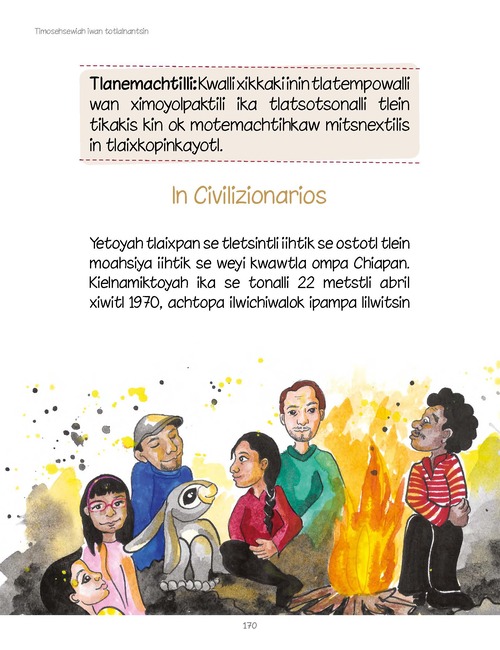 Timosehsewiah iwan totlalnantsin
Tlanemachtilli: Kwalli xikkaki inin tlatempowalli
wan ximoyolpaktili ika tlatsotsonalli tlein
tikakis kin ok motemachtihkaw mitsnextilis
in tlaixkopinkayotl.
In Civilizionarios
Yetoyah tlaixpan se tletsintli iihtik se ostotl tlein
moahsiya iihtik se weyi kwawtla ompa Chiapan.
Kielnamiktoyah ika se tonalli 22 metstli abril
xiwitl 1970, achtopa ilwichiwalok ipampa lilwitsin
170